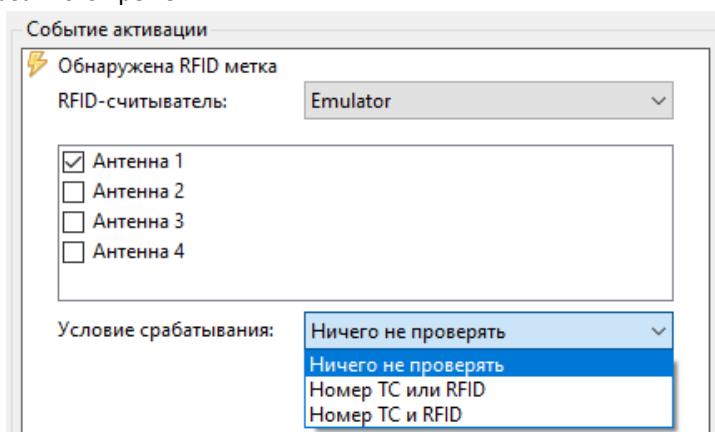 Событие активации
Обнаружена RFID метка
RFID-считыватель: Emulator
Антенна 1
Антенна 2
Антенна 3
Антенна 4
Условие срабатывания: Ничего не проверять
Ничего не проверять
Номер ТС или RFID
Номер ТС и RFID